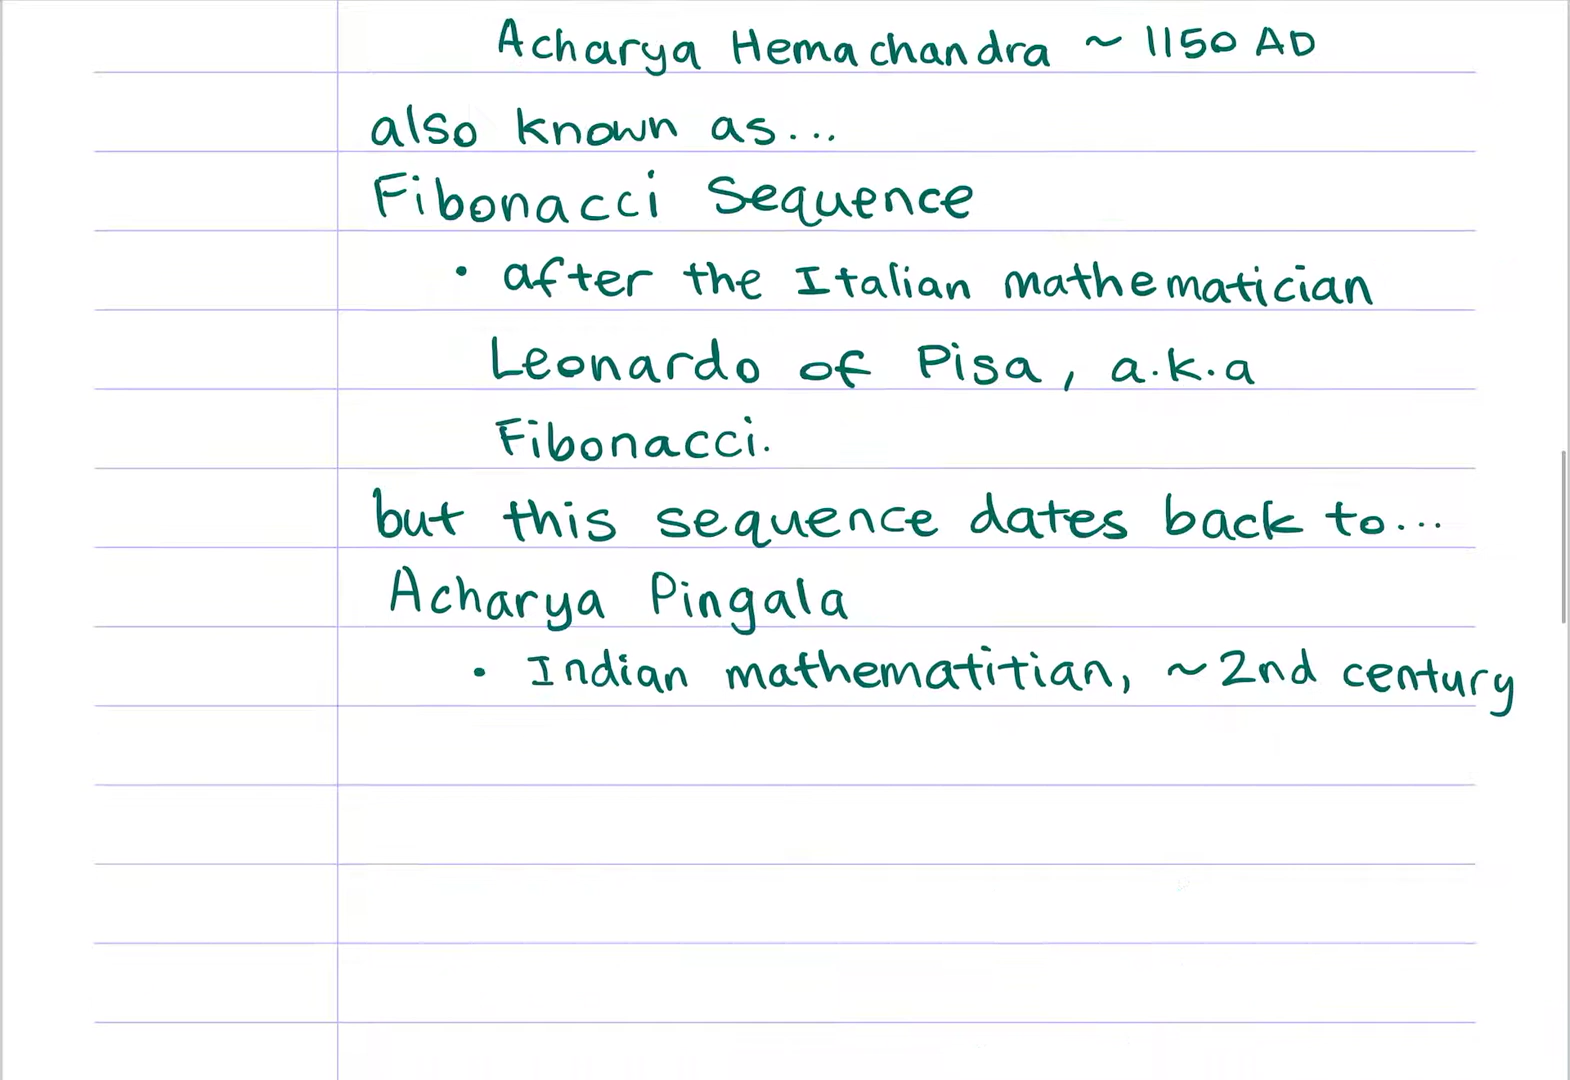 Acharya Hemachandra ~ 1150 AD
also known as...
Fibonacci Sequence
• after the Italian mathematician
Leonardo of Pisa, a.k.a
Fibonacci.
but this sequence dates back to...
Acharya Pingala
• Indian mathematitian, ~2nd century